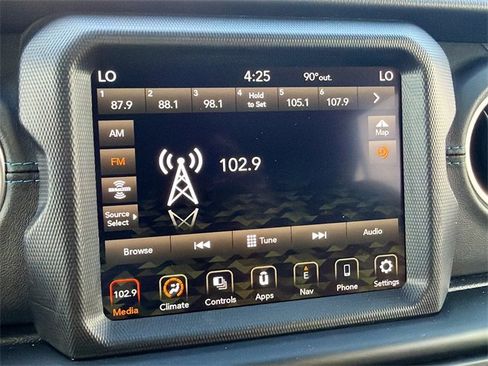 LO 4:25 90°out. LO
1 2 3 4 5 6
87.9 88.1 98.1 Hold to Set 105.1 107.9
AM
Map
FM
102.9
Source
Select
Browse Tune Audio
102.9 E
Media Climate Controls Apps Nav Phone Settings